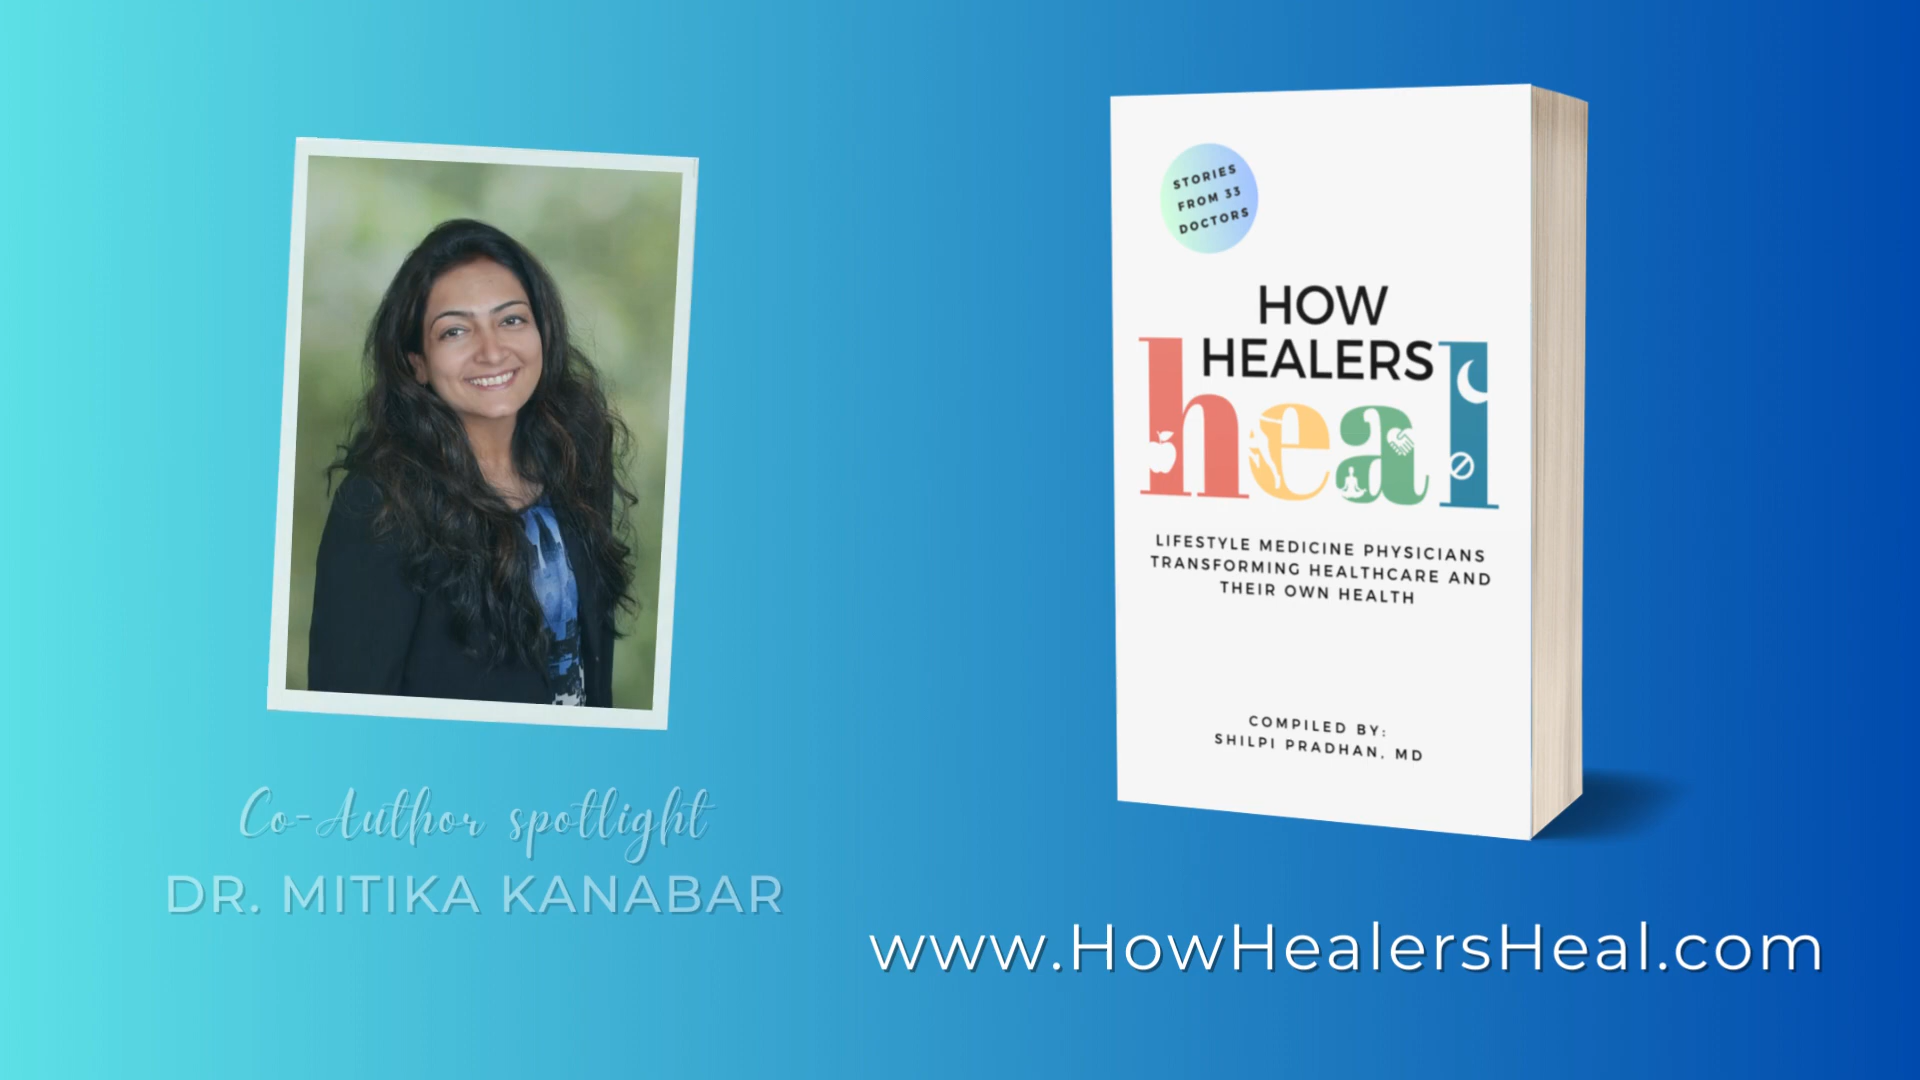 Co-Author spotlight
DR. MITIKA KANABAR
STORIES
FROM 33
DOCTORS
HOW
HEALERS
heal
LIFESTYLE MEDICINE PHYSICIANS
TRANSFORMING HEALTHCARE AND
THEIR OWN HEALTH
COMPILED BY:
SHILPI PRADHAN, MD
www.HowHealersHeal.com